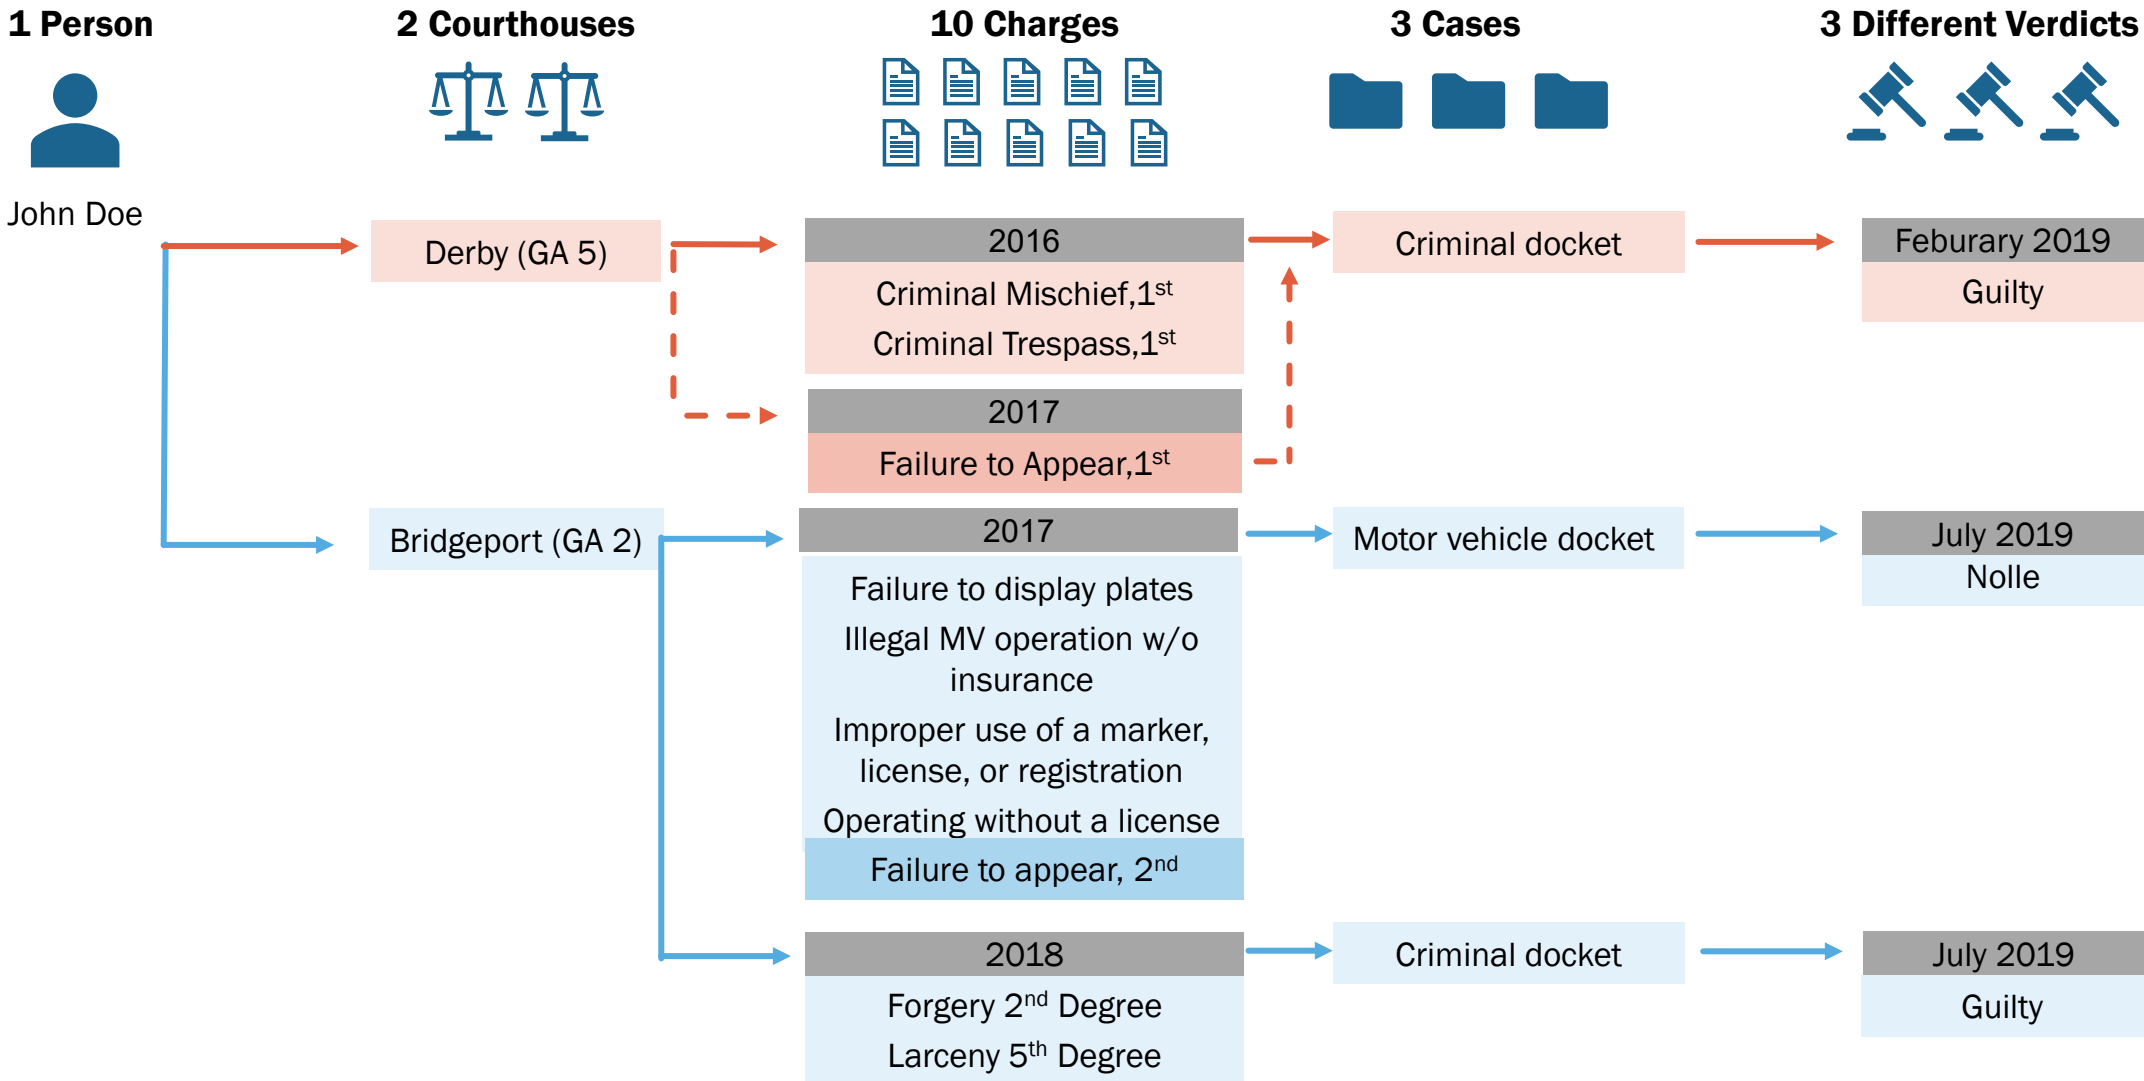 1 Person
2 Courthouses
10 Charges
3 Cases
3 Different Verdicts
John Doe
Derby (GA 5)
2016
Criminal Mischief,1st
Criminal Trespass,1st
2017
Failure to Appear,1st
Criminal docket
Feburary 2019
Guilty
Bridgeport (GA 2)
2017
Failure to display plates
Illegal MV operation w/o
insurance
Improper use of a marker,
license, or registration
Operating without a license
Failure to appear, 2nd
Motor vehicle docket
July 2019
Nolle
2018
Forgery 2nd Degree
Larceny 5th Degree
Criminal docket
July 2019
Guilty